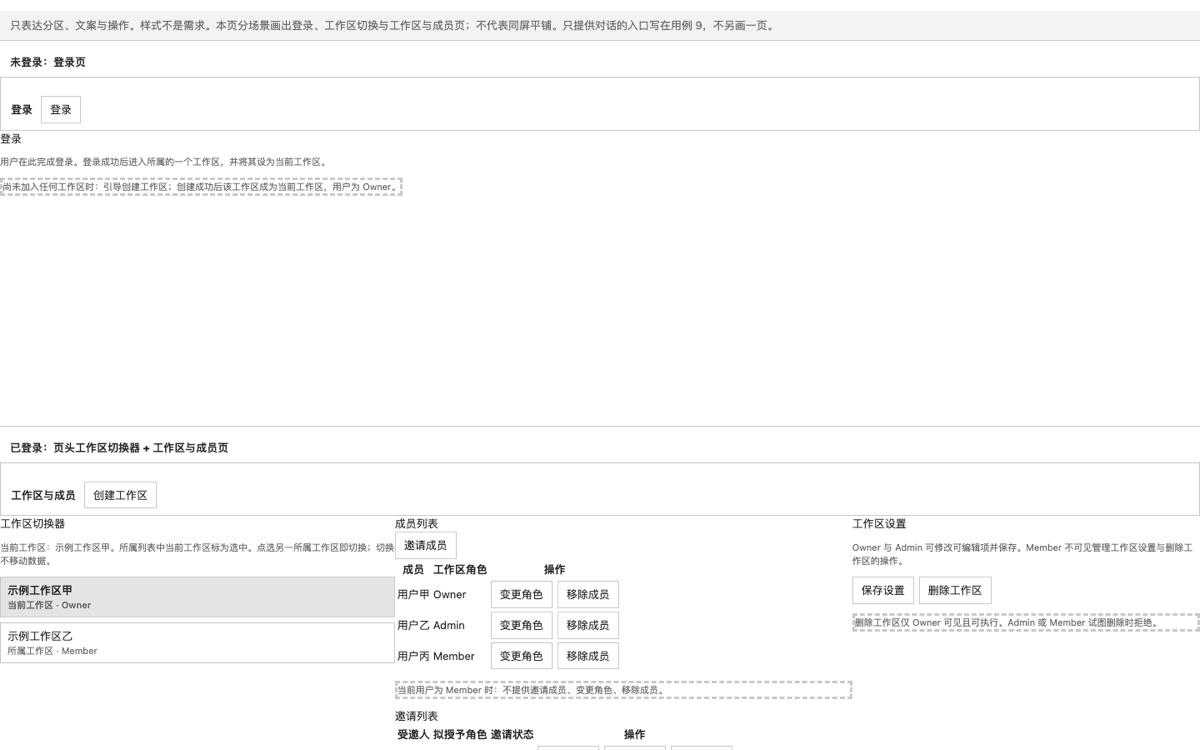 只表达分区、文案与操作。样式不是需求。本页分场景画出登录、工作区切换与工作区与成员页；不代表同屏平铺。只提供对话的入口写在用例 9，不另画一页。
未登录：登录页
登录 登录
登录
用户在此完成登录。登录成功后进入所属的一个工作区，并将其设为当前工作区。
尚未加入任何工作区时：引导创建工作区；创建成功后该工作区成为当前工作区，用户为 Owner。
已登录：页头工作区切换器 + 工作区与成员页
工作区与成员 创建工作区
工作区切换器
当前工作区：示例工作区甲。所属列表中当前工作区标为选中。点选另一所属工作区即切换；切换
不移动数据。
示例工作区甲
当前工作区 · Owner
示例工作区乙
所属工作区 · Member
成员列表
邀请成员
成员 工作区角色 操作
用户甲 Owner 变更角色 移除成员
用户乙 Admin 变更角色 移除成员
用户丙 Member 变更角色 移除成员
当前用户为 Member 时：不提供邀请成员、变更角色、移除成员。
邀请列表
受邀人 拟授予角色 邀请状态 操作
工作区设置
Owner 与 Admin 可修改可编辑项并保存。Member 不可见管理工作区设置与删除工
作区的操作。
保存设置 删除工作区
删除工作区仅 Owner 可见且可执行。Admin 或 Member 试图删除时拒绝。